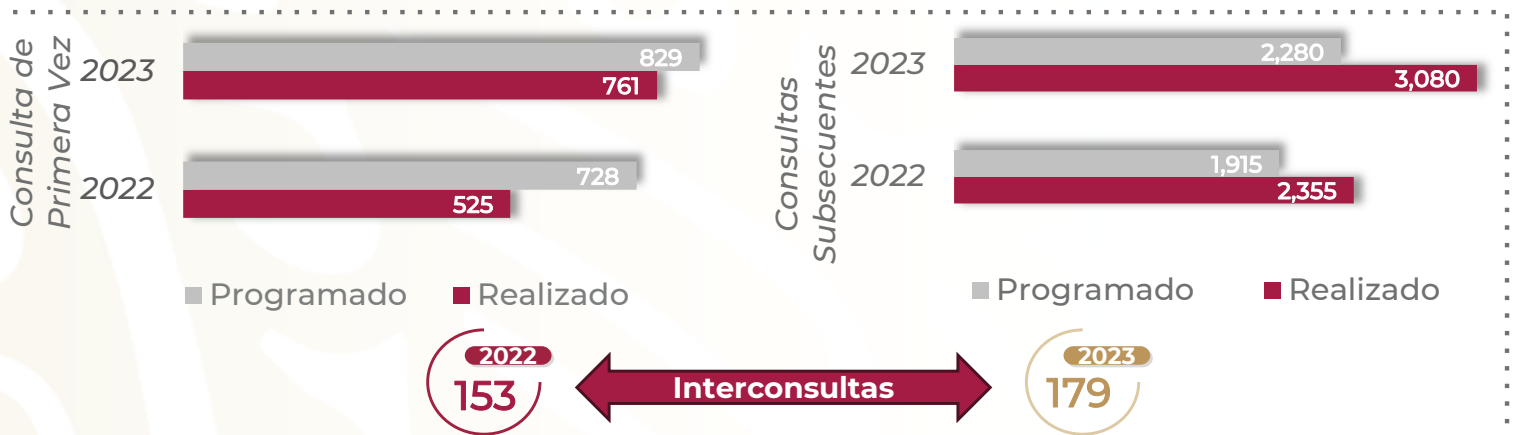 Consulta de
Primera Vez
2023
829
761
2022
728
525
Programado Realizado
Consultas
Subsecuentes
2023
2,280
3,080
2022
1,915
2,355
Programado Realizado
2022
153
Interconsultas
2023
179